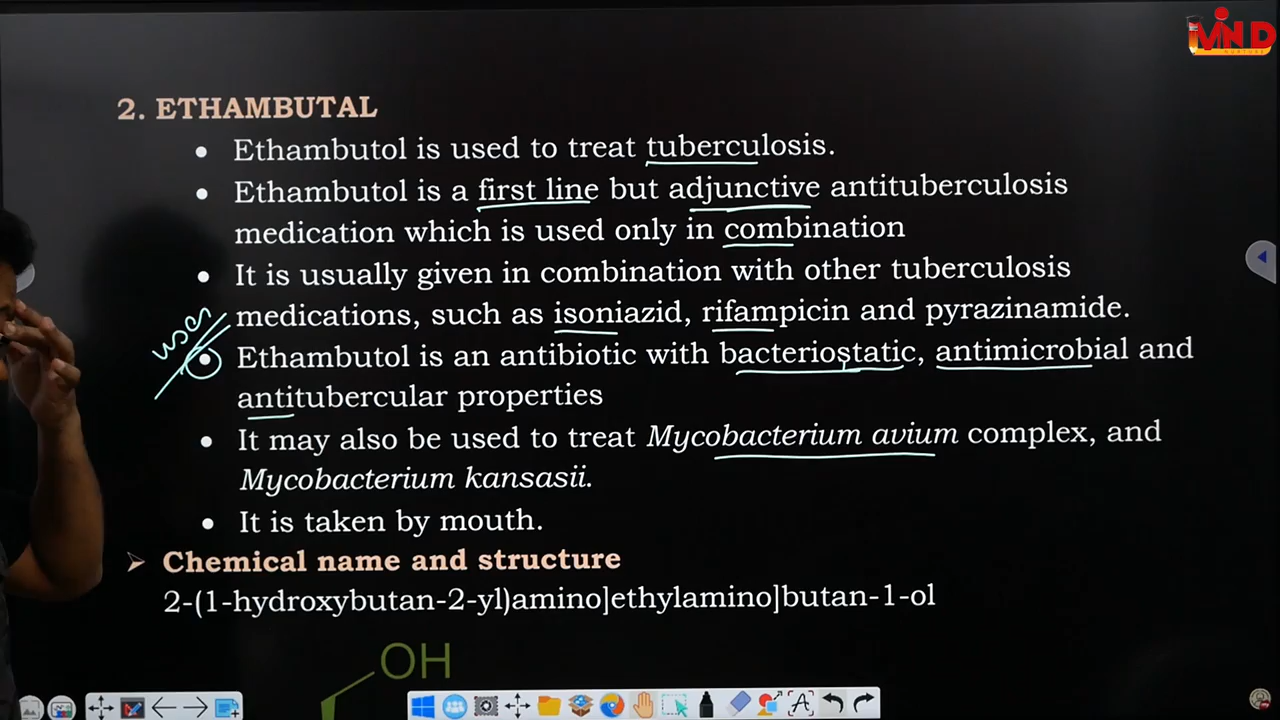 MIND
2. ETHAMBUTAL
• Ethambutol is used to treat tuberculosis.
• Ethambutol is a first line but adjunctive antituberculosis
medication which is used only in combination
• It is usually given in combination with other tuberculosis
medications, such as isoniazid, rifampicin and pyrazinamide.
uses
• Ethambutol is an antibiotic with bacteriostatic, antimicrobial and
antitubercular properties
• It may also be used to treat Mycobacterium avium complex, and
Mycobacterium kansasii.
• It is taken by mouth.
➢ Chemical name and structure
2-(1-hydroxybutan-2-yl)amino]ethylamino]butan-1-ol
OH